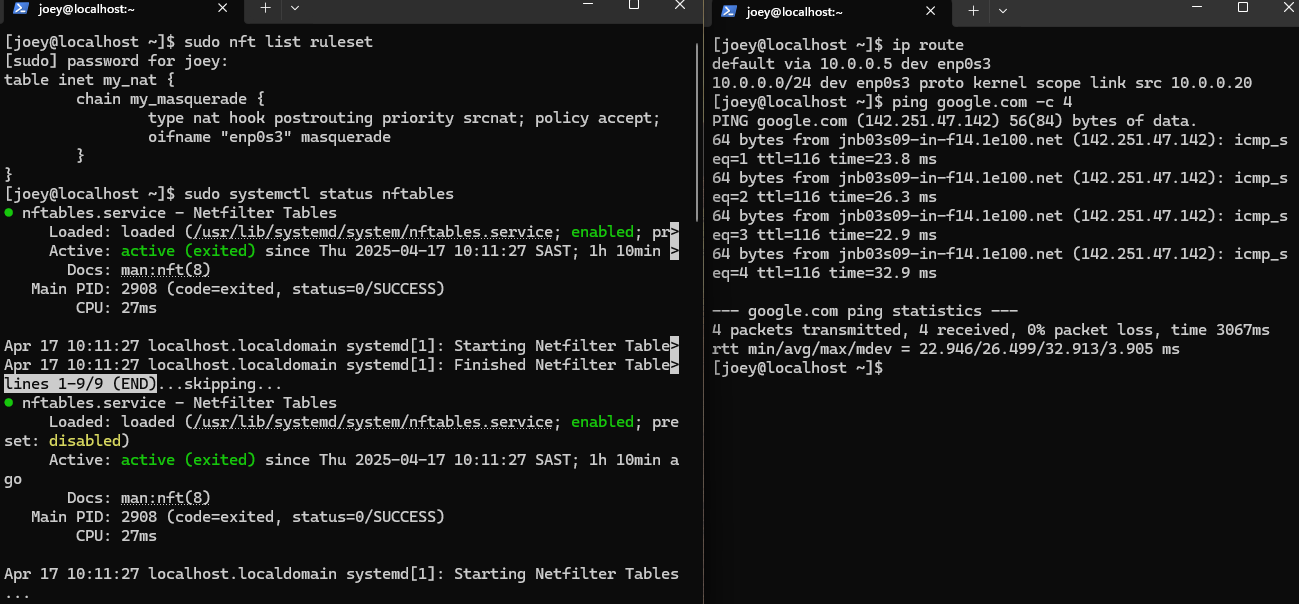 joey@localhost:~
[joey@localhost ~]$ sudo nft list ruleset
[sudo] password for joey:
table inet my_nat {
        chain my_masquerade {
                type nat hook postrouting priority srcnat; policy accept;
                oifname "enp0s3" masquerade
        }
}
[joey@localhost ~]$ sudo systemctl status nftables
● nftables.service - Netfilter Tables
     Loaded: loaded (/usr/lib/systemd/system/nftables.service; enabled; pr>
     Active: active (exited) since Thu 2025-04-17 10:11:27 SAST; 1h 10min >
       Docs: man:nft(8)
   Main PID: 2908 (code=exited, status=0/SUCCESS)
        CPU: 27ms

Apr 17 10:11:27 localhost.localdomain systemd[1]: Starting Netfilter Table>
Apr 17 10:11:27 localhost.localdomain systemd[1]: Finished Netfilter Table>
lines 1-9/9 (END)...skipping...
● nftables.service - Netfilter Tables
     Loaded: loaded (/usr/lib/systemd/system/nftables.service; enabled; pre
set: disabled)
     Active: active (exited) since Thu 2025-04-17 10:11:27 SAST; 1h 10min a
go
       Docs: man:nft(8)
   Main PID: 2908 (code=exited, status=0/SUCCESS)
        CPU: 27ms

Apr 17 10:11:27 localhost.localdomain systemd[1]: Starting Netfilter Tables
...
joey@localhost:~
[joey@localhost ~]$ ip route
default via 10.0.0.5 dev enp0s3
10.0.0.0/24 dev enp0s3 proto kernel scope link src 10.0.0.20
[joey@localhost ~]$ ping google.com -c 4
PING google.com (142.251.47.142) 56(84) bytes of data.
64 bytes from jnb03s09-in-f14.1e100.net (142.251.47.142): icmp_s
eq=1 ttl=116 time=23.8 ms
64 bytes from jnb03s09-in-f14.1e100.net (142.251.47.142): icmp_s
eq=2 ttl=116 time=26.3 ms
64 bytes from jnb03s09-in-f14.1e100.net (142.251.47.142): icmp_s
eq=3 ttl=116 time=22.9 ms
64 bytes from jnb03s09-in-f14.1e100.net (142.251.47.142): icmp_s
eq=4 ttl=116 time=32.9 ms

--- google.com ping statistics ---
4 packets transmitted, 4 received, 0% packet loss, time 3067ms
rtt min/avg/max/mdev = 22.946/26.499/32.913/3.905 ms
[joey@localhost ~]$